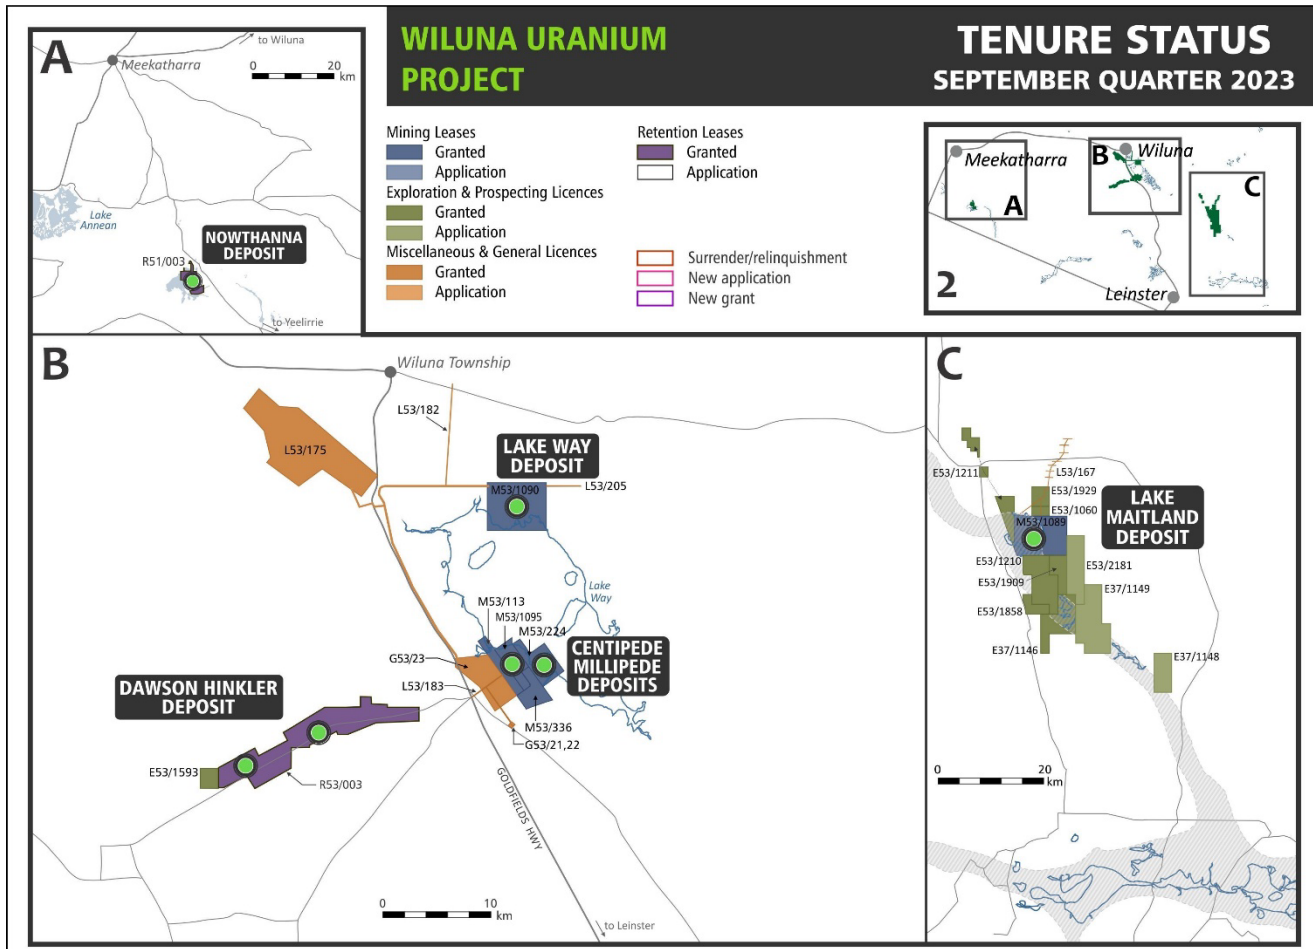 A
to Wiluna
Meekatharra
0 20
km
Lake
Annean
NOWTHANNA
DEPOSIT
R51/003
to Yeelirrie
WILUNA URANIUM
PROJECT
TENURE STATUS
SEPTEMBER QUARTER 2023
Mining Leases
Granted
Application
Exploration & Prospecting Licences
Granted
Application
Miscellaneous & General Licences
Granted
Application
Retention Leases
Granted
Application
Surrender/relinquishment
New application
New grant
Meekatharra
B
Wiluna
A
C
2
Leinster
B
Wiluna Township
L53/182
L53/175
LAKE WAY
DEPOSIT
M53/1090
L53/205
Lake
Way
M53/113
M53/1095
M53/224
G53/23
CENTIPEDE
MILLIPEDE
DEPOSITS
L53/183
DAWSON HINKLER
DEPOSIT
M53/336
G53/21,22
E53/1593
R53/003
GOLDFIELDS HWY
0 10
km
to Leinster
C
E53/1211
L53/167
E53/1929
E53/1060
M53/1089
LAKE
MAITLAND
DEPOSIT
E53/1210
E53/2181
E53/1909
E37/1149
E53/1858
E37/1146
E37/1148
0 20
km